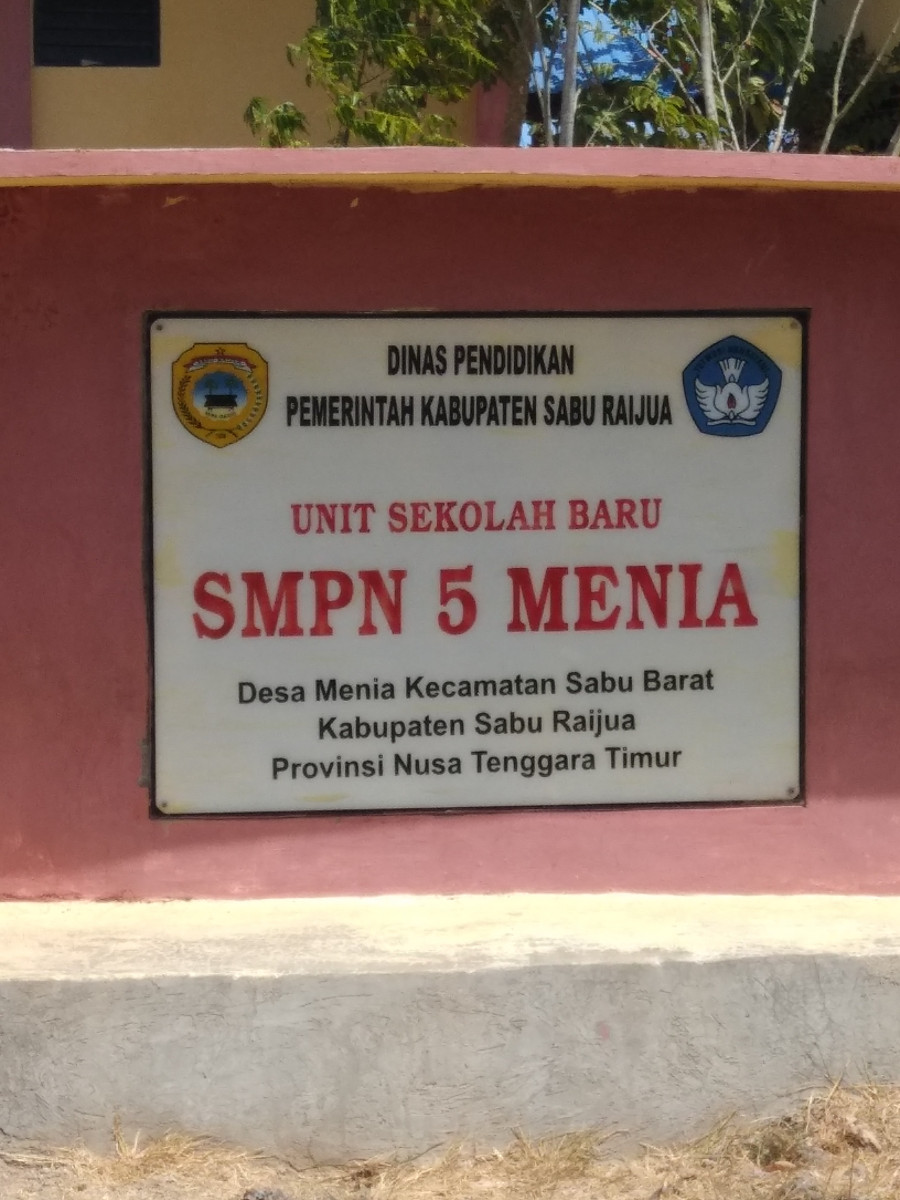 DINAS PENDIDIKAN
PEMERINTAH KABUPATEN SABU RAIJUA
UNIT SEKOLAH BARU
SMPN 5 MENIA
Desa Menia Kecamatan Sabu Barat
Kabupaten Sabu Raijua
Provinsi Nusa Tenggara Timur